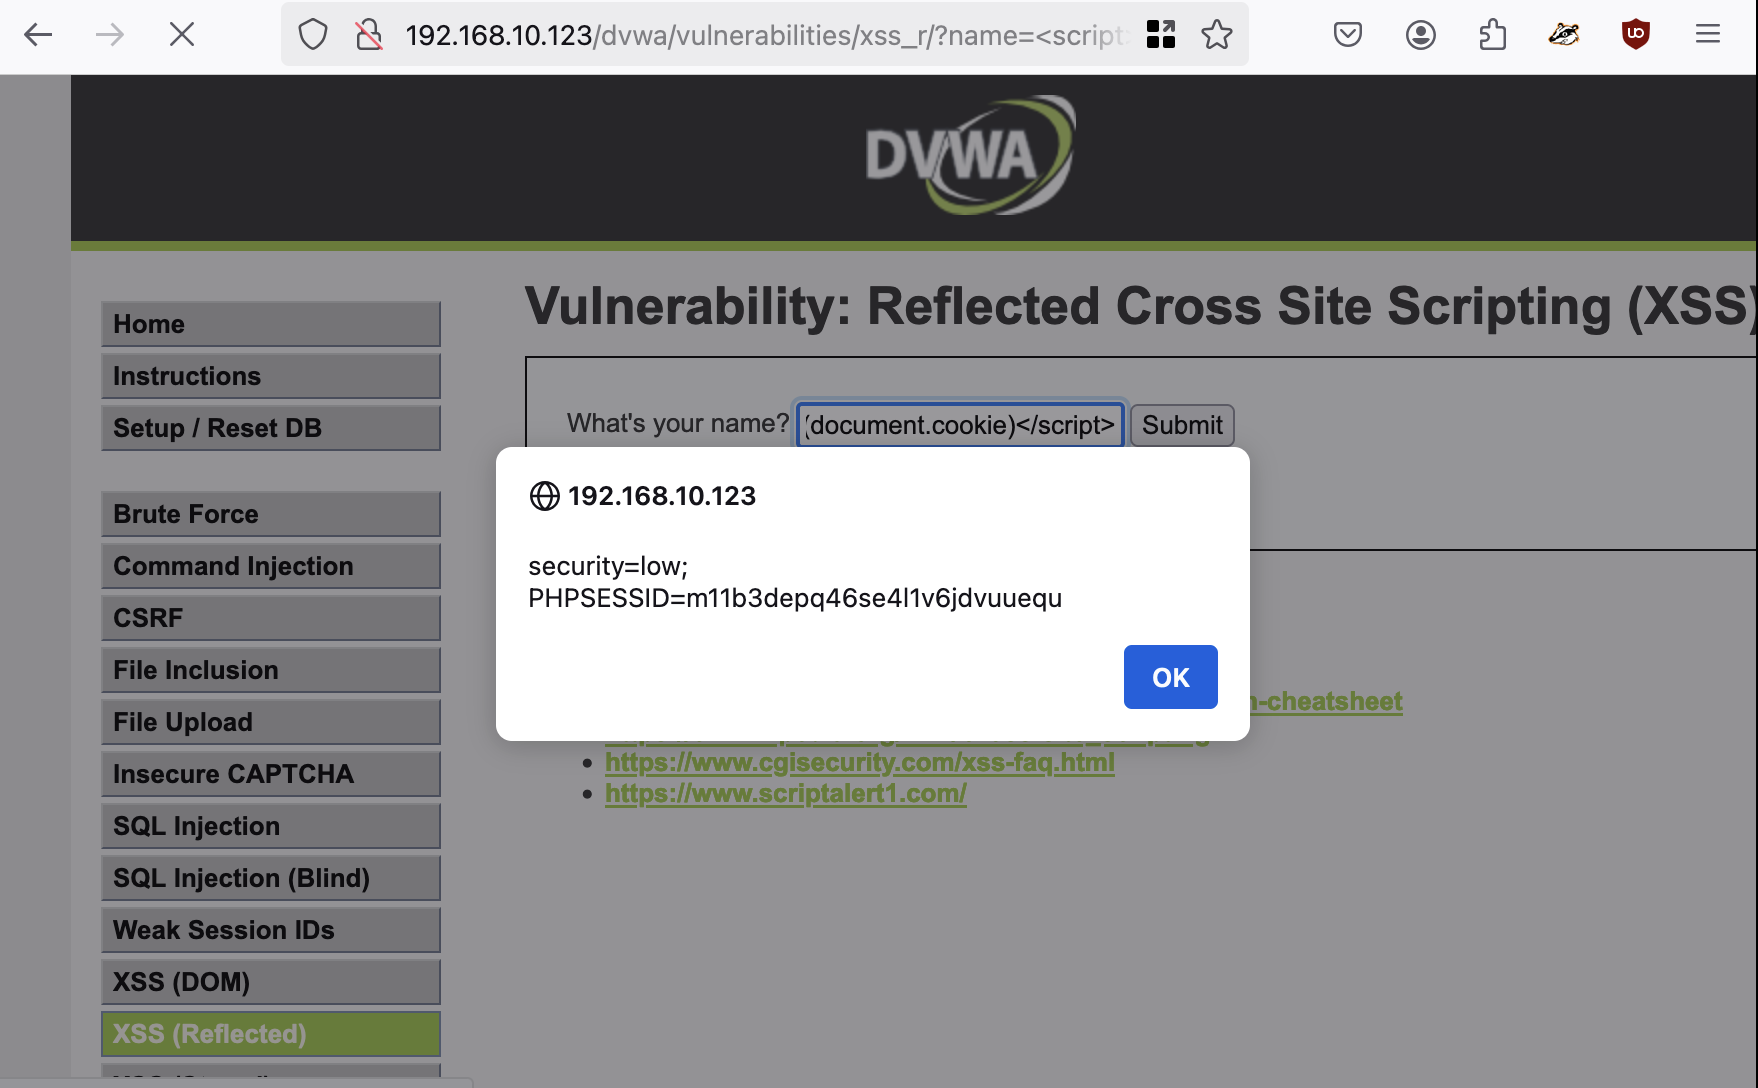 192.168.10.123/dvwa/vulnerabilities/xss_r/?name=<script>
DVWA
Home
Instructions
Setup / Reset DB
Brute Force
Command Injection
CSRF
File Inclusion
File Upload
Insecure CAPTCHA
SQL Injection
SQL Injection (Blind)
Weak Session IDs
XSS (DOM)
XSS (Reflected)
Vulnerability: Reflected Cross Site Scripting (XSS)
What's your name? (document.cookie)</script> Submit
192.168.10.123
security=low;
PHPSESSID=m11b3depq46se4l1v6jdvuuequ
OK
-cheatsheet
https://www.cgisecurity.com/xss-faq.html
https://www.scriptalert1.com/